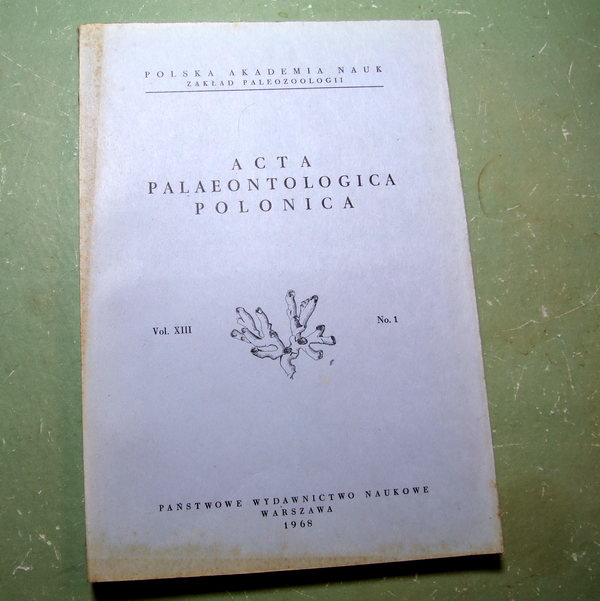 POLSKA AKADEMIA NAUK
ZAKŁAD PALEOZOOLOGII
ACTA
PALAEONTOLOGICA
POLONICA
Vol. XIII
No. 1
PAŃSTWOWE WYDAWNICTWO NAUKOWE
WARSZAWA
1968